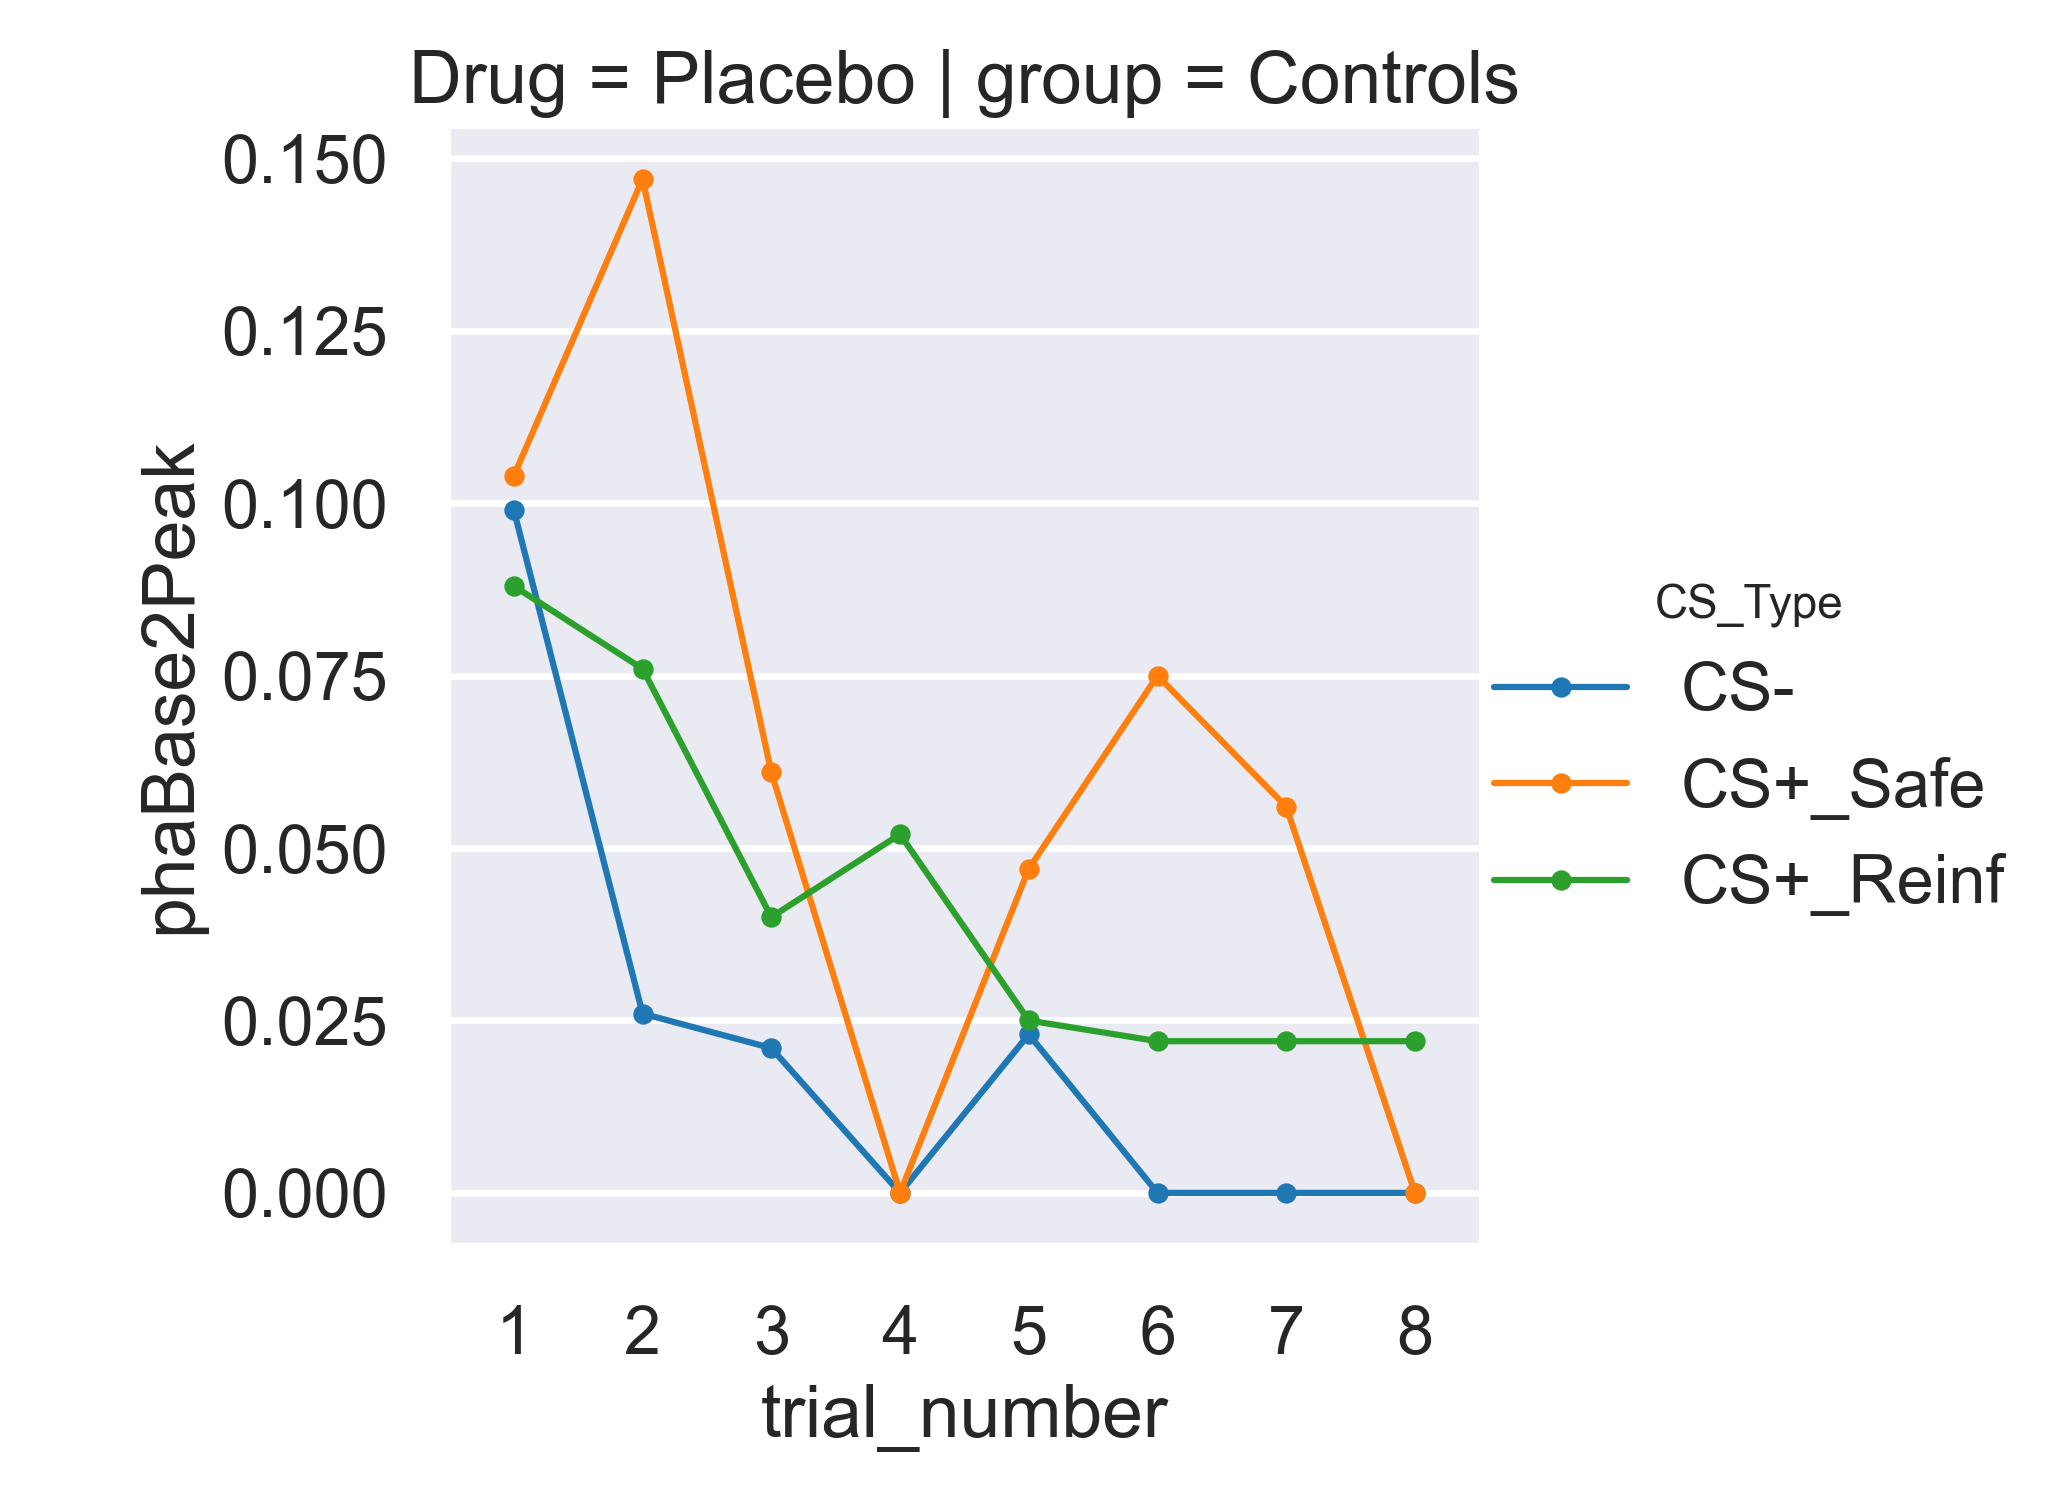 Drug = Placebo | group = Controls
0.150
0.125
0.100
0.075
0.050
0.025
0.000
phaBase2Peak
1 2 3 4 5 6 7 8
trial_number
CS_Type
CS-
CS+_Safe
CS+_Reinf